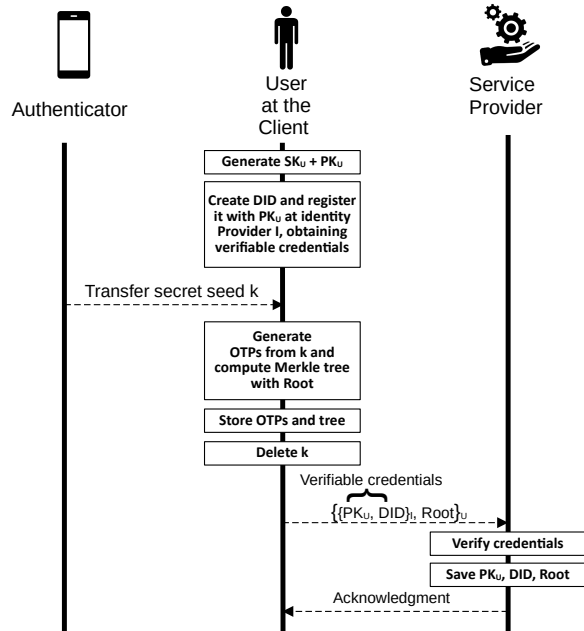 Authenticator
User
at the
Client
Service
Provider
Generate SKᵤ + PKᵤ
Create DID and register
it with PKᵤ at identity
Provider I, obtaining
verifiable credentials
Transfer secret seed k
Generate
OTPs from k and
compute Merkle tree
with Root
Store OTPs and tree
Delete k
Verifiable credentials
{{PKᵤ, DID}ᵢ, Root}ᵤ
Verify credentials
Save PKᵤ, DID, Root
Acknowledgment